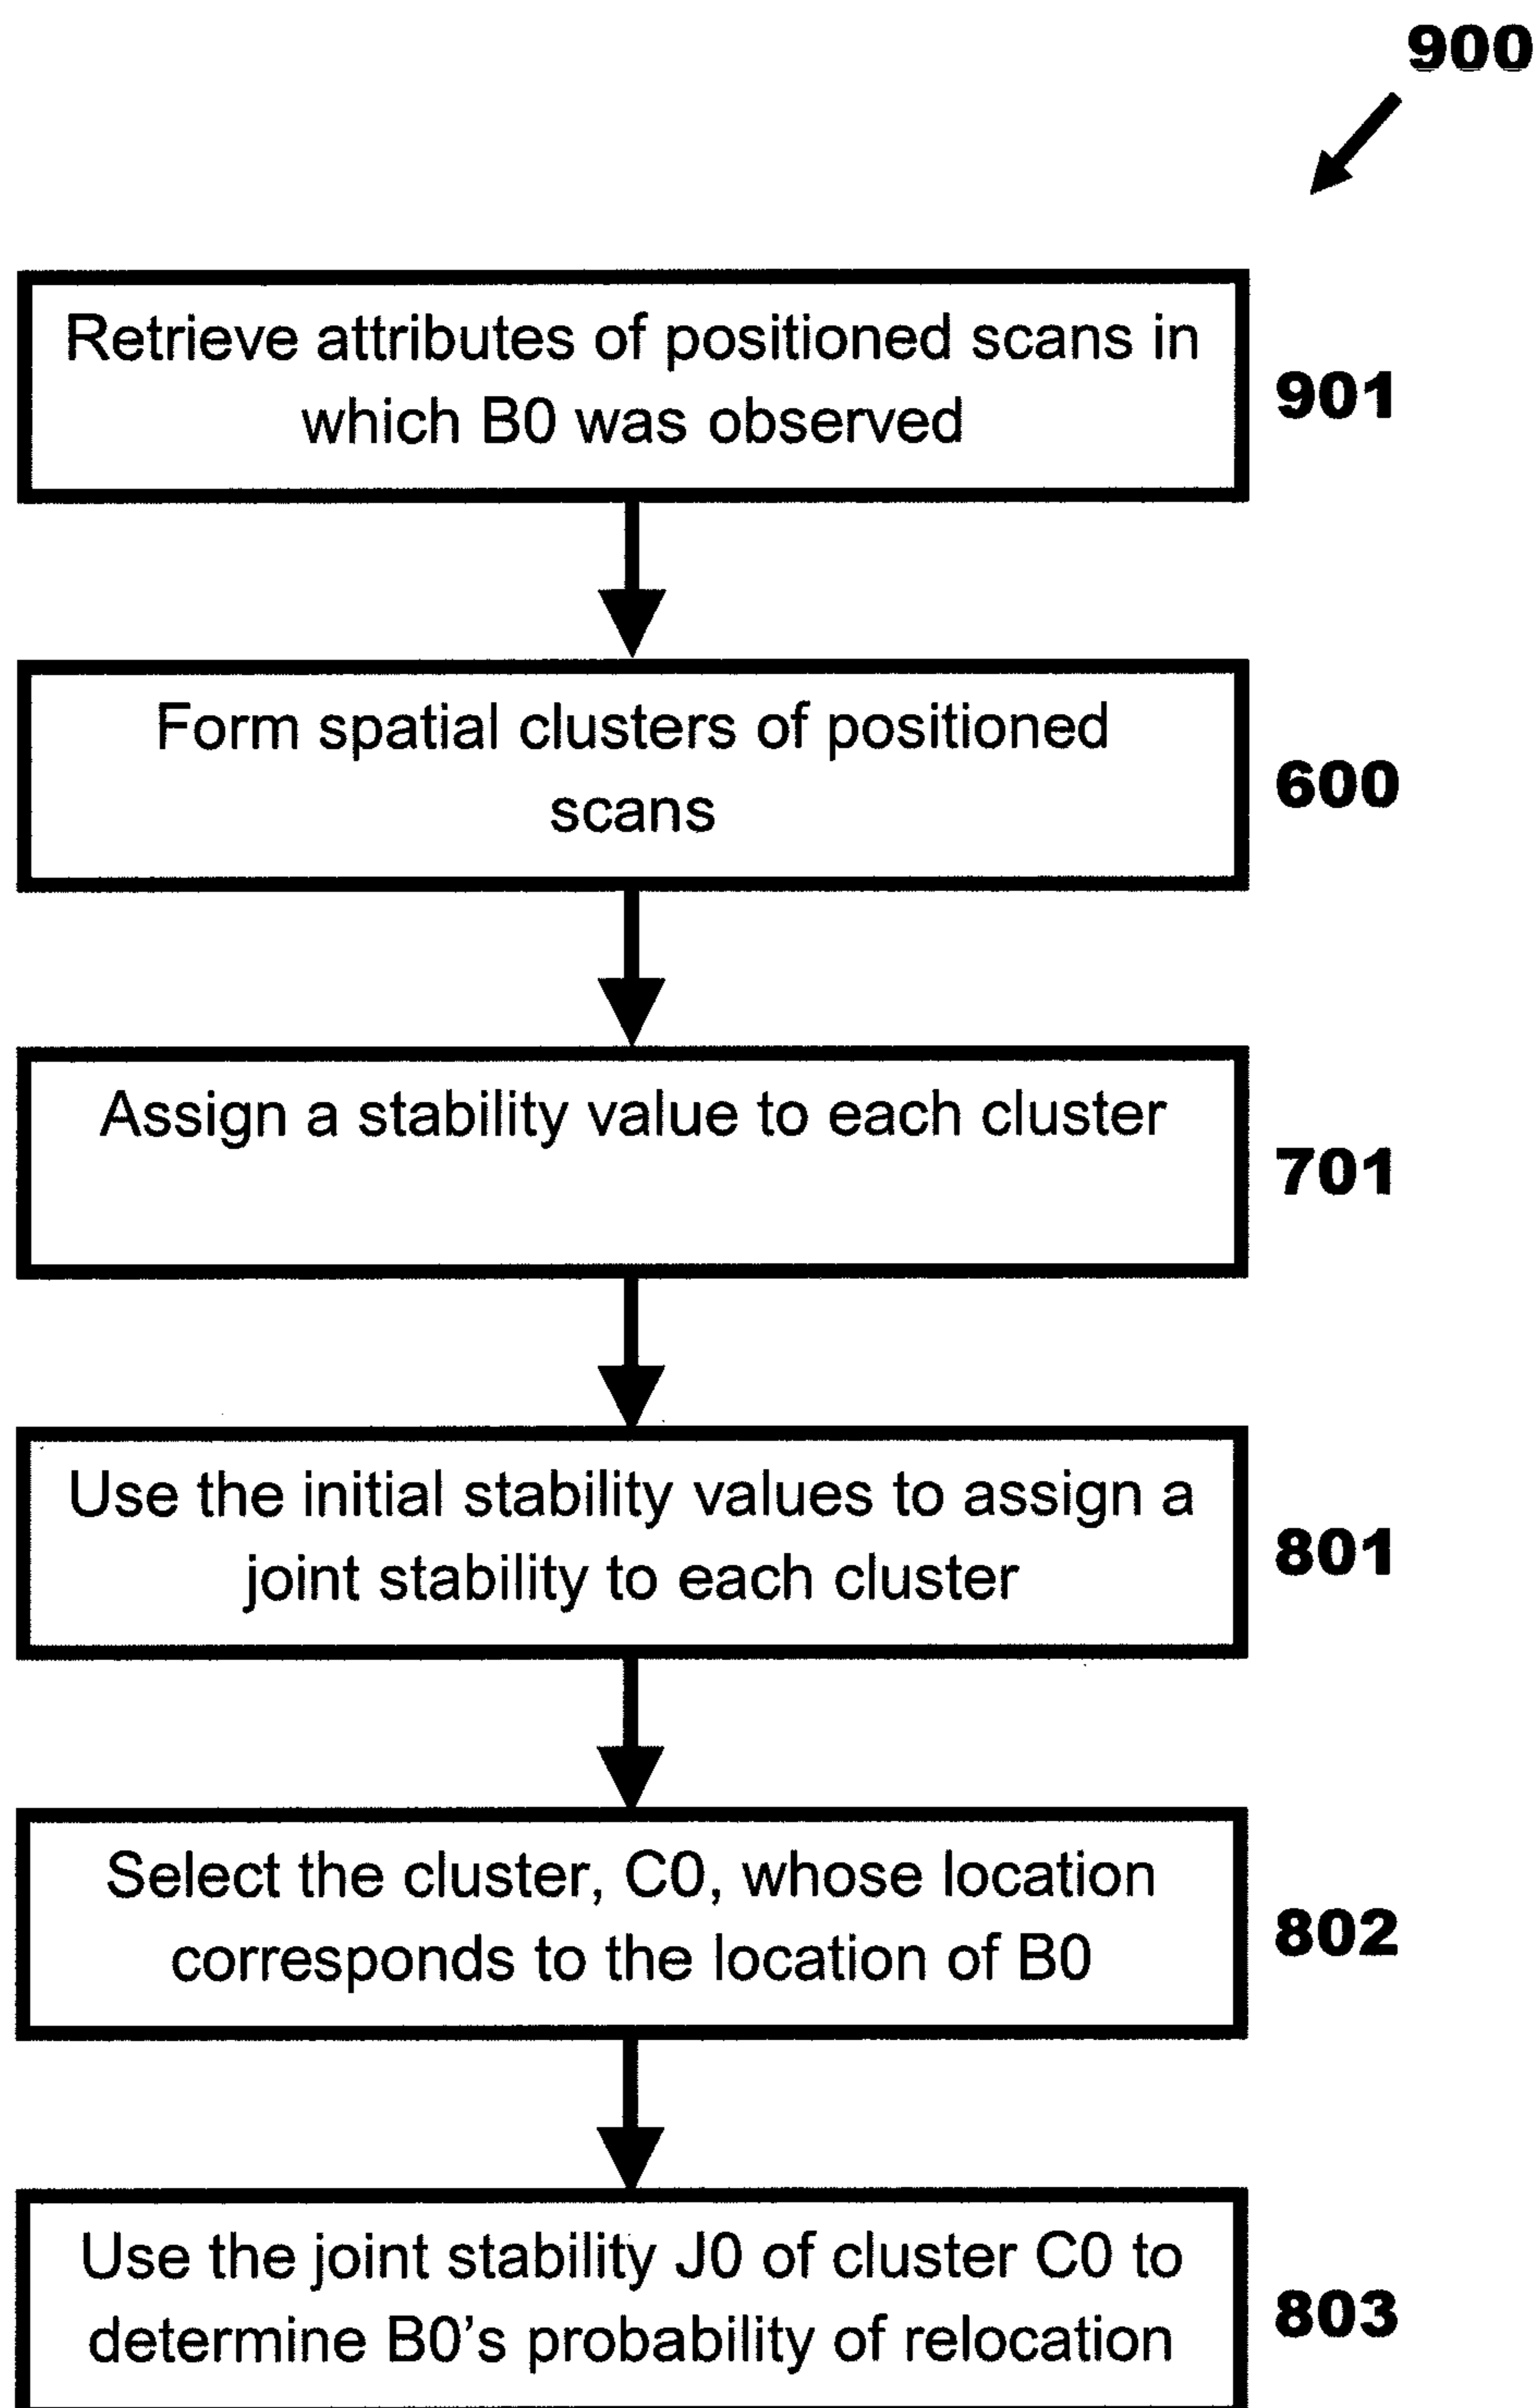 900
Retrieve attributes of positioned scans in
which B0 was observed
901
Form spatial clusters of positioned
scans
600
Assign a stability value to each cluster
701
Use the initial stability values to assign a
joint stability to each cluster
801
Select the cluster, C0, whose location
corresponds to the location of B0
802
Use the joint stability J0 of cluster C0 to
determine B0's probability of relocation
803